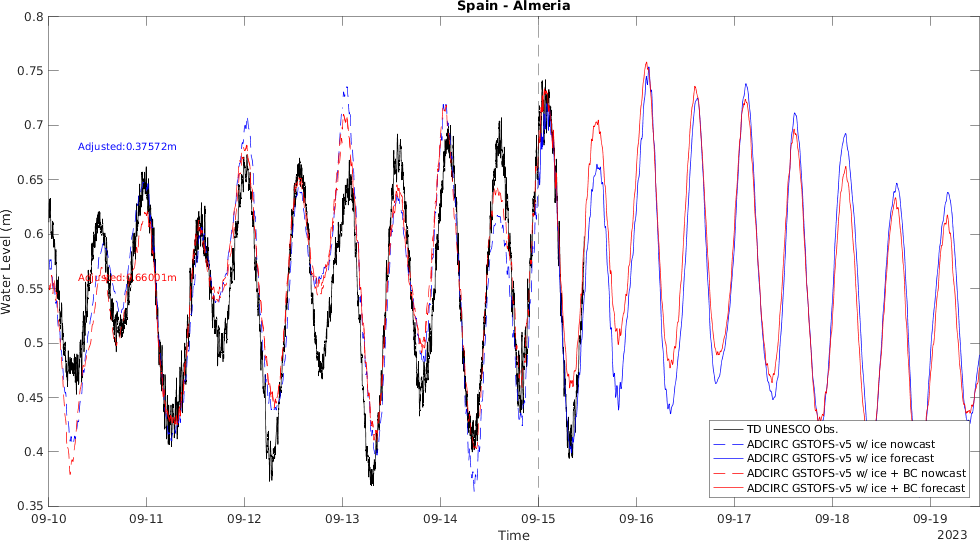 Spain - Almeria
0.8
0.75
0.7
0.65
0.6
0.55
0.5
0.45
0.4
0.35
Water Level (m)
Adjusted:0.37572m
Adjusted:0.66001m
TD UNESCO Obs.
ADCIRC GSTOFS-v5 w/ ice nowcast
ADCIRC GSTOFS-v5 w/ ice forecast
ADCIRC GSTOFS-v5 w/ ice + BC nowcast
ADCIRC GSTOFS-v5 w/ ice + BC forecast
09-10 09-11 09-12 09-13 09-14 09-15 09-16 09-17 09-18 09-19
Time
2023